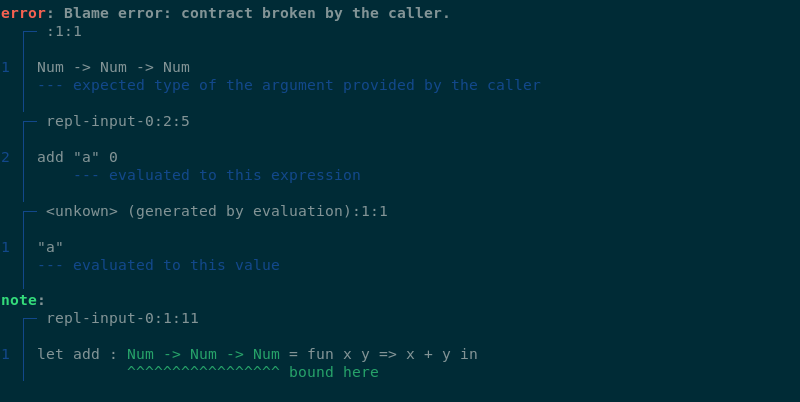 error: Blame error: contract broken by the caller.
:1:1
1 Num -> Num -> Num
--- expected type of the argument provided by the caller
repl-input-0:2:5
2 add "a" 0
--- evaluated to this expression
<unkown> (generated by evaluation):1:1
1 "a"
--- evaluated to this value
note:
repl-input-0:1:11
1 let add : Num -> Num -> Num = fun x y => x + y in
^^^^^^^^^^^^^^^^^ bound here